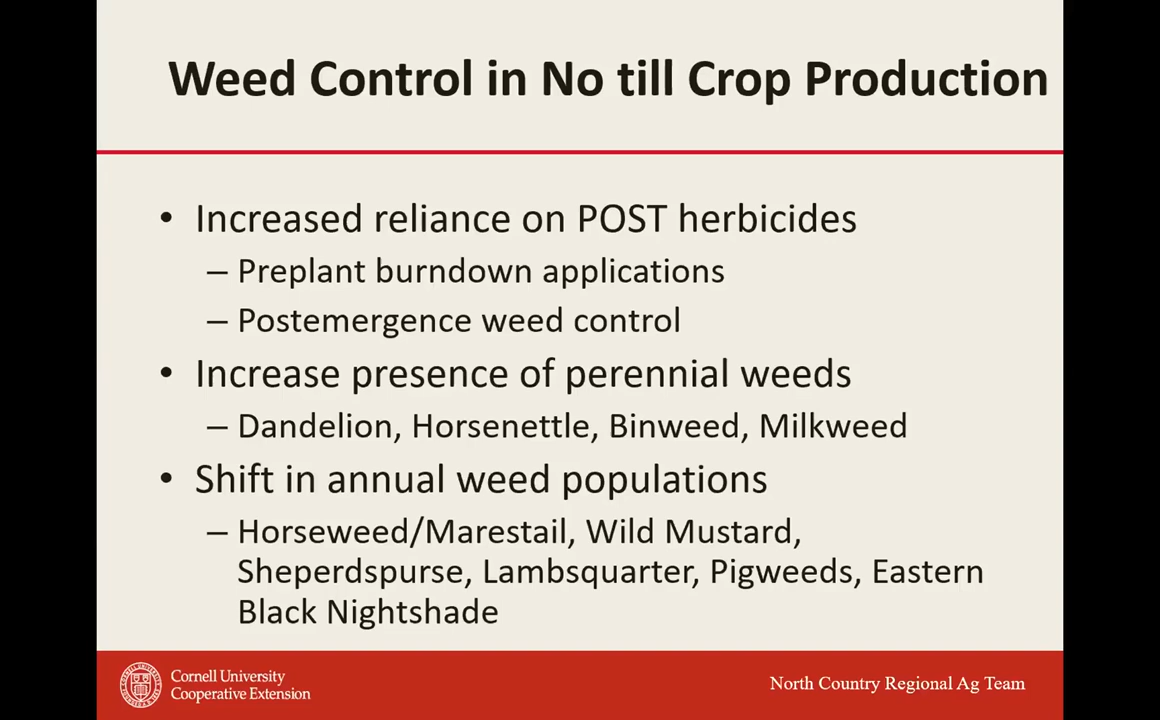 Weed Control in No till Crop Production
• Increased reliance on POST herbicides
– Preplant burndown applications
– Postemergence weed control
• Increase presence of perennial weeds
– Dandelion, Horsenettle, Binweed, Milkweed
• Shift in annual weed populations
– Horseweed/Marestail, Wild Mustard,
Sheperdspurse, Lambsquarter, Pigweeds, Eastern
Black Nightshade
Cornell University
Cooperative Extension
North Country Regional Ag Team